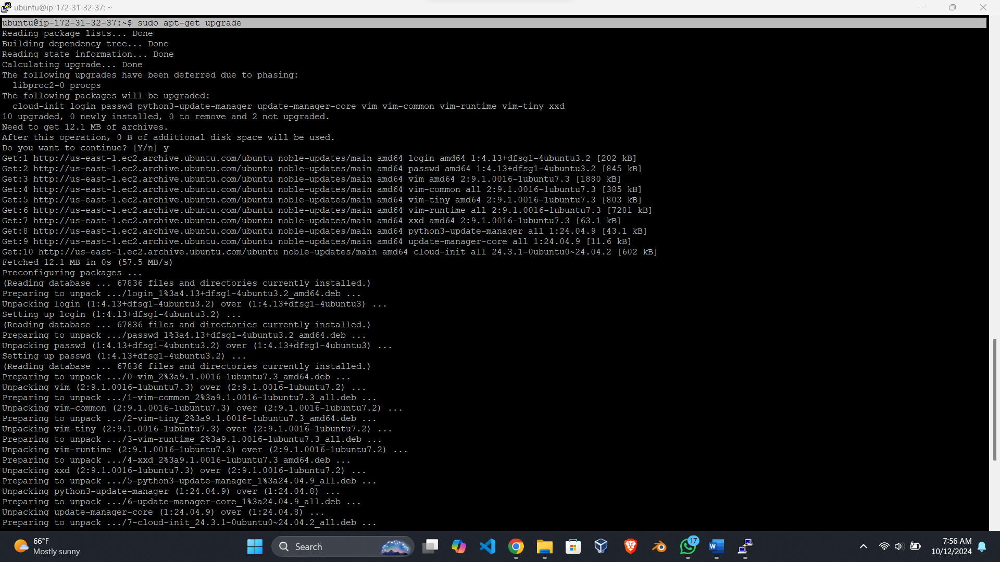 ubuntu@ip-172-31-32-37: ~
ubuntu@ip-172-31-32-37:~$ sudo apt-get upgrade
Reading package lists... Done
Building dependency tree... Done
Reading state information... Done
Calculating upgrade... Done
The following upgrades have been deferred due to phasing:
  libproc2-0 procps
The following packages will be upgraded:
  cloud-init login passwd python3-update-manager update-manager-core vim vim-common vim-runtime vim-tiny xxd
10 upgraded, 0 newly installed, 0 to remove and 2 not upgraded.
Need to get 12.1 MB of archives.
After this operation, 0 B of additional disk space will be used.
Do you want to continue? [Y/n] y
Get:1 http://us-east-1.ec2.archive.ubuntu.com/ubuntu noble-updates/main amd64 login amd64 1:4.13+dfsg1-4ubuntu3.2 [202 kB]
Get:2 http://us-east-1.ec2.archive.ubuntu.com/ubuntu noble-updates/main amd64 passwd amd64 1:4.13+dfsg1-4ubuntu3.2 [845 kB]
Get:3 http://us-east-1.ec2.archive.ubuntu.com/ubuntu noble-updates/main amd64 vim amd64 2:9.1.0016-1ubuntu7.3 [1880 kB]
Get:4 http://us-east-1.ec2.archive.ubuntu.com/ubuntu noble-updates/main amd64 vim-common all 2:9.1.0016-1ubuntu7.3 [385 kB]
Get:5 http://us-east-1.ec2.archive.ubuntu.com/ubuntu noble-updates/main amd64 vim-tiny amd64 2:9.1.0016-1ubuntu7.3 [803 kB]
Get:6 http://us-east-1.ec2.archive.ubuntu.com/ubuntu noble-updates/main amd64 vim-runtime all 2:9.1.0016-1ubuntu7.3 [7281 kB]
Get:7 http://us-east-1.ec2.archive.ubuntu.com/ubuntu noble-updates/main amd64 xxd amd64 2:9.1.0016-1ubuntu7.3 [63.1 kB]
Get:8 http://us-east-1.ec2.archive.ubuntu.com/ubuntu noble-updates/main amd64 python3-update-manager all 1:24.04.9 [43.1 kB]
Get:9 http://us-east-1.ec2.archive.ubuntu.com/ubuntu noble-updates/main amd64 update-manager-core all 1:24.04.9 [11.6 kB]
Get:10 http://us-east-1.ec2.archive.ubuntu.com/ubuntu noble-updates/main amd64 cloud-init all 24.3.1-0ubuntu0~24.04.2 [602 kB]
Fetched 12.1 MB in 0s (57.5 MB/s)
Preconfiguring packages ...
(Reading database ... 67836 files and directories currently installed.)
Preparing to unpack .../login_1%3a4.13+dfsg1-4ubuntu3.2_amd64.deb ...
Unpacking login (1:4.13+dfsg1-4ubuntu3.2) over (1:4.13+dfsg1-4ubuntu3) ...
Setting up login (1:4.13+dfsg1-4ubuntu3.2) ...
(Reading database ... 67836 files and directories currently installed.)
Preparing to unpack .../passwd_1%3a4.13+dfsg1-4ubuntu3.2_amd64.deb ...
Unpacking passwd (1:4.13+dfsg1-4ubuntu3.2) over (1:4.13+dfsg1-4ubuntu3) ...
Setting up passwd (1:4.13+dfsg1-4ubuntu3.2) ...
(Reading database ... 67836 files and directories currently installed.)
Preparing to unpack .../0-vim_2%3a9.1.0016-1ubuntu7.3_amd64.deb ...
Unpacking vim (2:9.1.0016-1ubuntu7.3) over (2:9.1.0016-1ubuntu7.2) ...
Preparing to unpack .../1-vim-common_2%3a9.1.0016-1ubuntu7.3_all.deb ...
Unpacking vim-common (2:9.1.0016-1ubuntu7.3) over (2:9.1.0016-1ubuntu7.2) ...
Preparing to unpack .../2-vim-tiny_2%3a9.1.0016-1ubuntu7.3_amd64.deb ...
Unpacking vim-tiny (2:9.1.0016-1ubuntu7.3) over (2:9.1.0016-1ubuntu7.2) ...
Preparing to unpack .../3-vim-runtime_2%3a9.1.0016-1ubuntu7.3_all.deb ...
Unpacking vim-runtime (2:9.1.0016-1ubuntu7.3) over (2:9.1.0016-1ubuntu7.2) ...
Preparing to unpack .../4-xxd_2%3a9.1.0016-1ubuntu7.3_amd64.deb ...
Unpacking xxd (2:9.1.0016-1ubuntu7.3) over (2:9.1.0016-1ubuntu7.2) ...
Preparing to unpack .../5-python3-update-manager_1%3a24.04.9_all.deb ...
Unpacking python3-update-manager (1:24.04.9) over (1:24.04.8) ...
Preparing to unpack .../6-update-manager-core_1%3a24.04.9_all.deb ...
Unpacking update-manager-core (1:24.04.9) over (1:24.04.8) ...
Preparing to unpack .../7-cloud-init_24.3.1-0ubuntu0~24.04.2_all.deb ...
66°F
Mostly sunny
Search
17
7:56 AM
10/12/2024